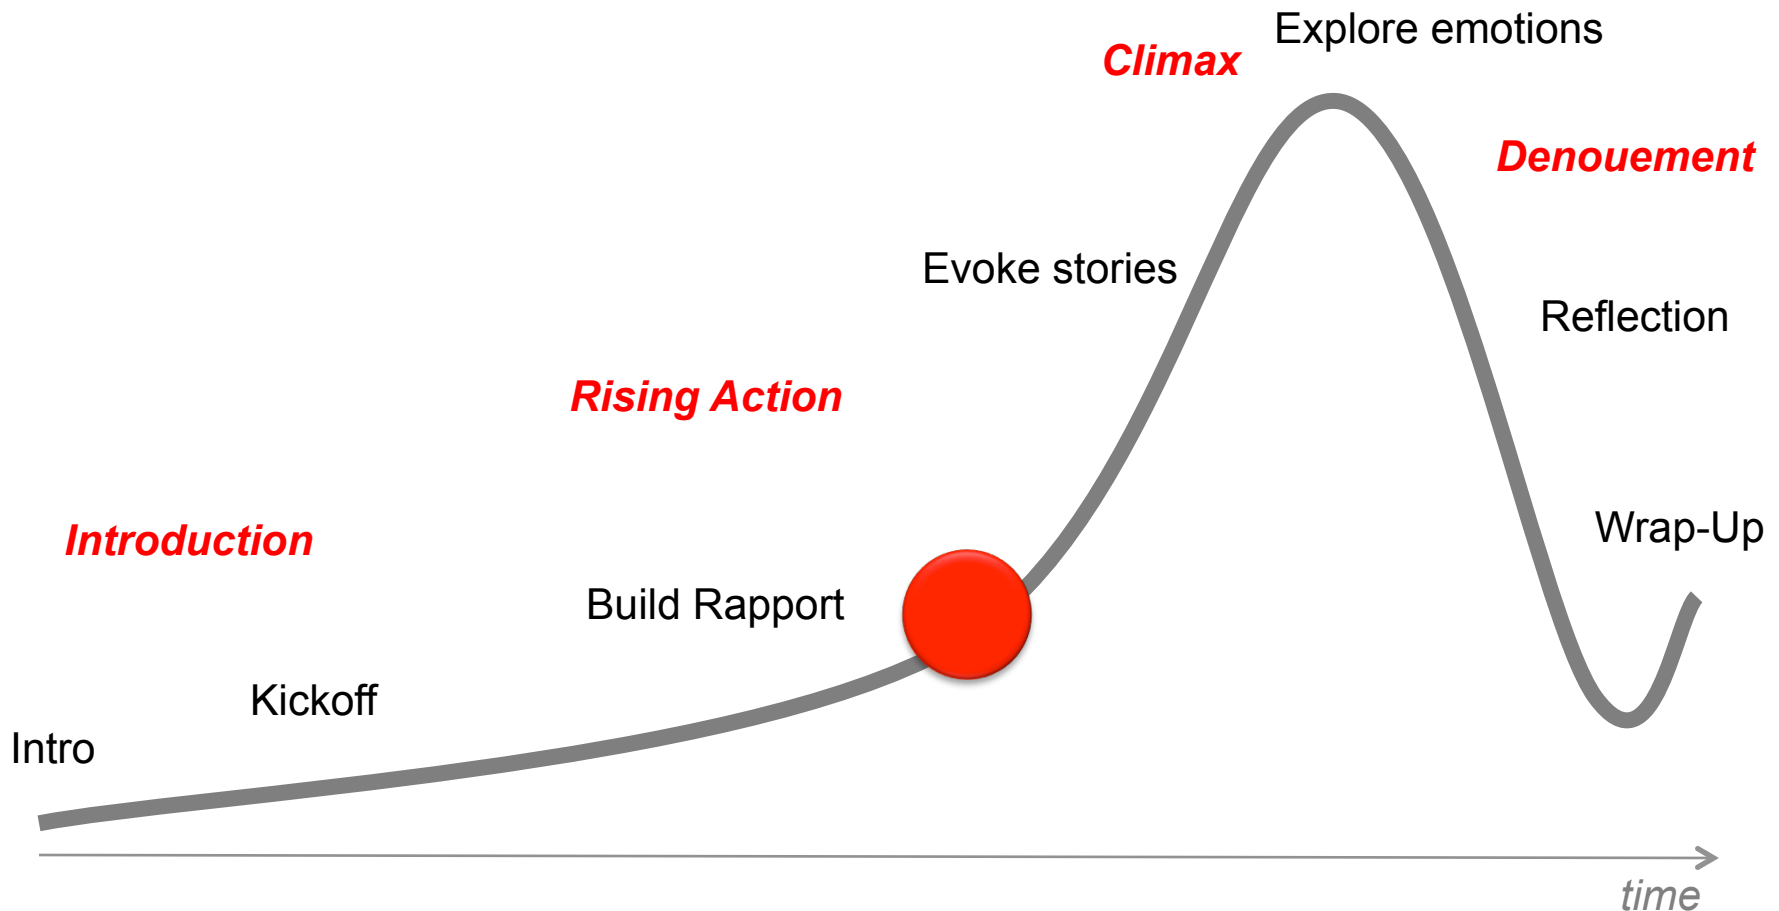 Explore emotions
Climax
Denouement
Evoke stories
Reflection
Rising Action
Wrap-Up
Introduction
Build Rapport
Kickoff
Intro
time